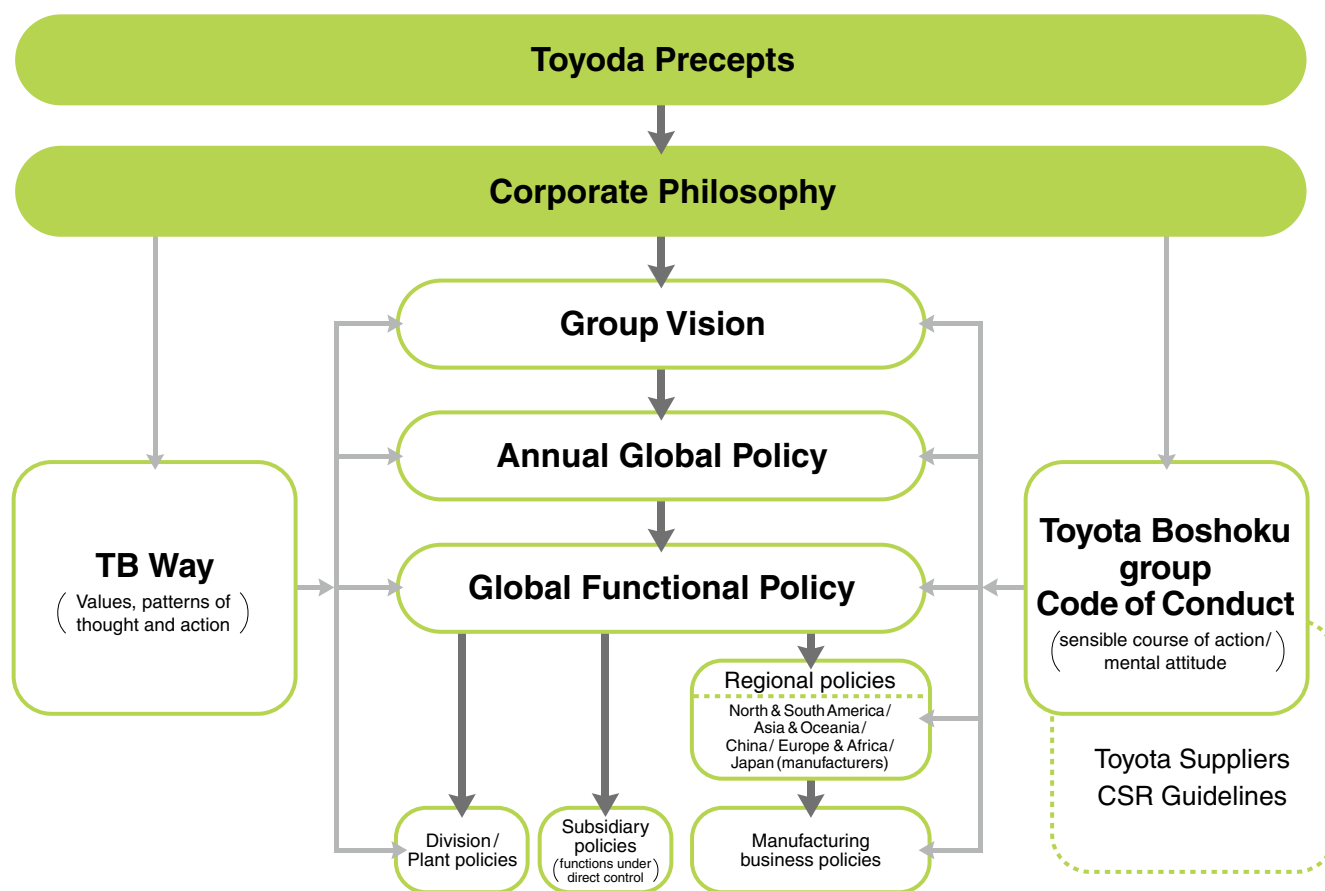 Toyoda Precepts
Corporate Philosophy
Group Vision
Annual Global Policy
Global Functional Policy
TB Way
(Values, patterns of
thought and action)
Toyota Boshoku
group
Code of Conduct
(sensible course of action/
mental attitude)
Toyota Suppliers
CSR Guidelines
Regional policies
North & South America/
Asia & Oceania/
China/ Europe & Africa/
Japan (manufacturers)
Division/
Plant policies
Subsidiary
policies
(functions under
direct control)
Manufacturing
business policies